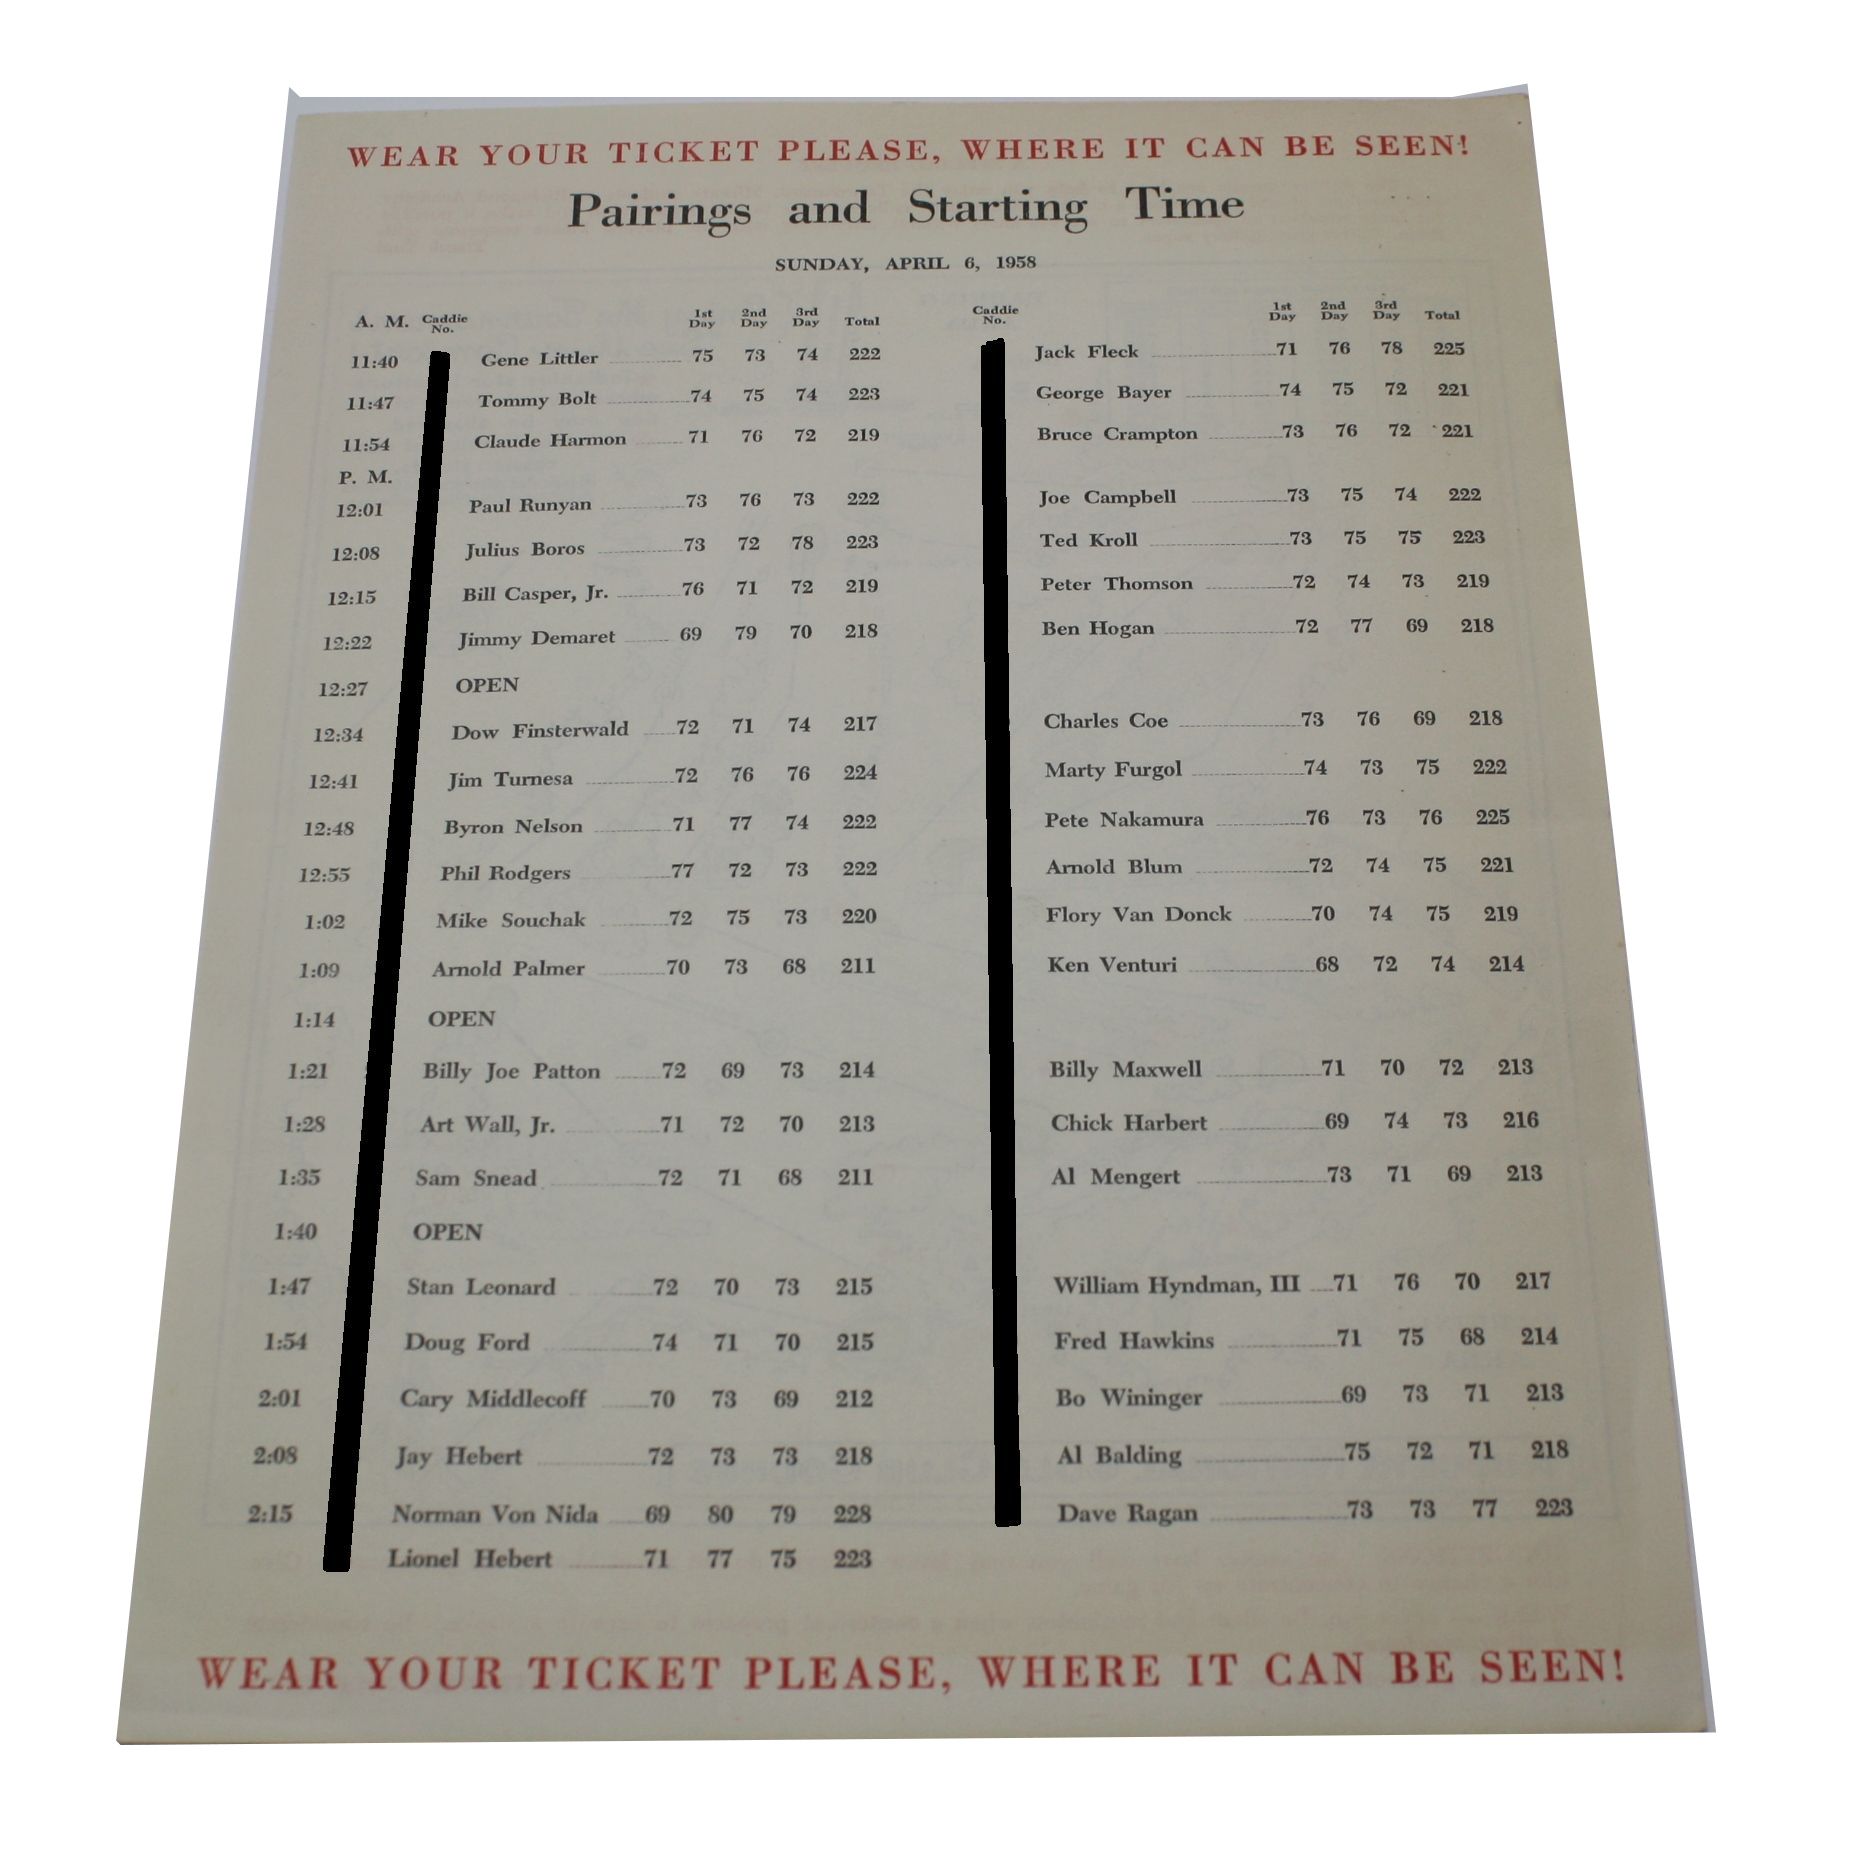 WEAR YOUR TICKET PLEASE, WHERE IT CAN BE SEEN!
Pairings and Starting Time
SUNDAY, APRIL 6, 1958
A. M. Caddie No. 1st Day 2nd Day 3rd Day Total Caddie No. 1st Day 2nd Day 3rd Day Total
11:40 Gene Littler 75 73 74 222 Jack Fleck 71 76 78 225
11:47 Tommy Bolt 74 75 74 223 George Bayer 74 75 72 221
11:54 Claude Harmon 71 76 72 219 Bruce Crampton 73 76 72 221
P. M.
12:01 Paul Runyan 73 76 73 222 Joe Campbell 73 75 74 222
12:08 Julius Boros 73 72 78 223 Ted Kroll 73 75 75 223
12:15 Bill Casper, Jr. 76 71 72 219 Peter Thomson 72 74 73 219
12:22 Jimmy Demaret 69 79 70 218 Ben Hogan 72 77 69 218
12:27 OPEN
12:34 Dow Finsterwald 72 71 74 217 Charles Coe 73 76 69 218
12:41 Jim Turnesa 72 76 76 224 Marty Furgol 74 73 75 222
12:48 Byron Nelson 71 77 74 222 Pete Nakamura 76 73 76 225
12:55 Phil Rodgers 77 72 73 222 Arnold Blum 72 74 75 221
1:02 Mike Souchak 72 75 73 220 Flory Van Donck 70 74 75 219
1:09 Arnold Palmer 70 73 68 211 Ken Venturi 68 72 74 214
1:14 OPEN
1:21 Billy Joe Patton 72 69 73 214 Billy Maxwell 71 70 72 213
1:28 Art Wall, Jr. 71 72 70 213 Chick Harbert 69 74 73 216
1:35 Sam Snead 72 71 68 211 Al Mengert 73 71 69 213
1:40 OPEN
1:47 Stan Leonard 72 70 73 215 William Hyndman, III 71 76 70 217
1:54 Doug Ford 74 71 70 215 Fred Hawkins 71 75 68 214
2:01 Cary Middlecoff 70 73 69 212 Bo Wininger 69 73 71 213
2:08 Jay Hebert 72 73 73 218 Al Balding 75 72 71 218
2:15 Norman Von Nida 69 80 79 228 Dave Ragan 73 73 77 223
Lionel Hebert 71 77 75 223
WEAR YOUR TICKET PLEASE, WHERE IT CAN BE SEEN!